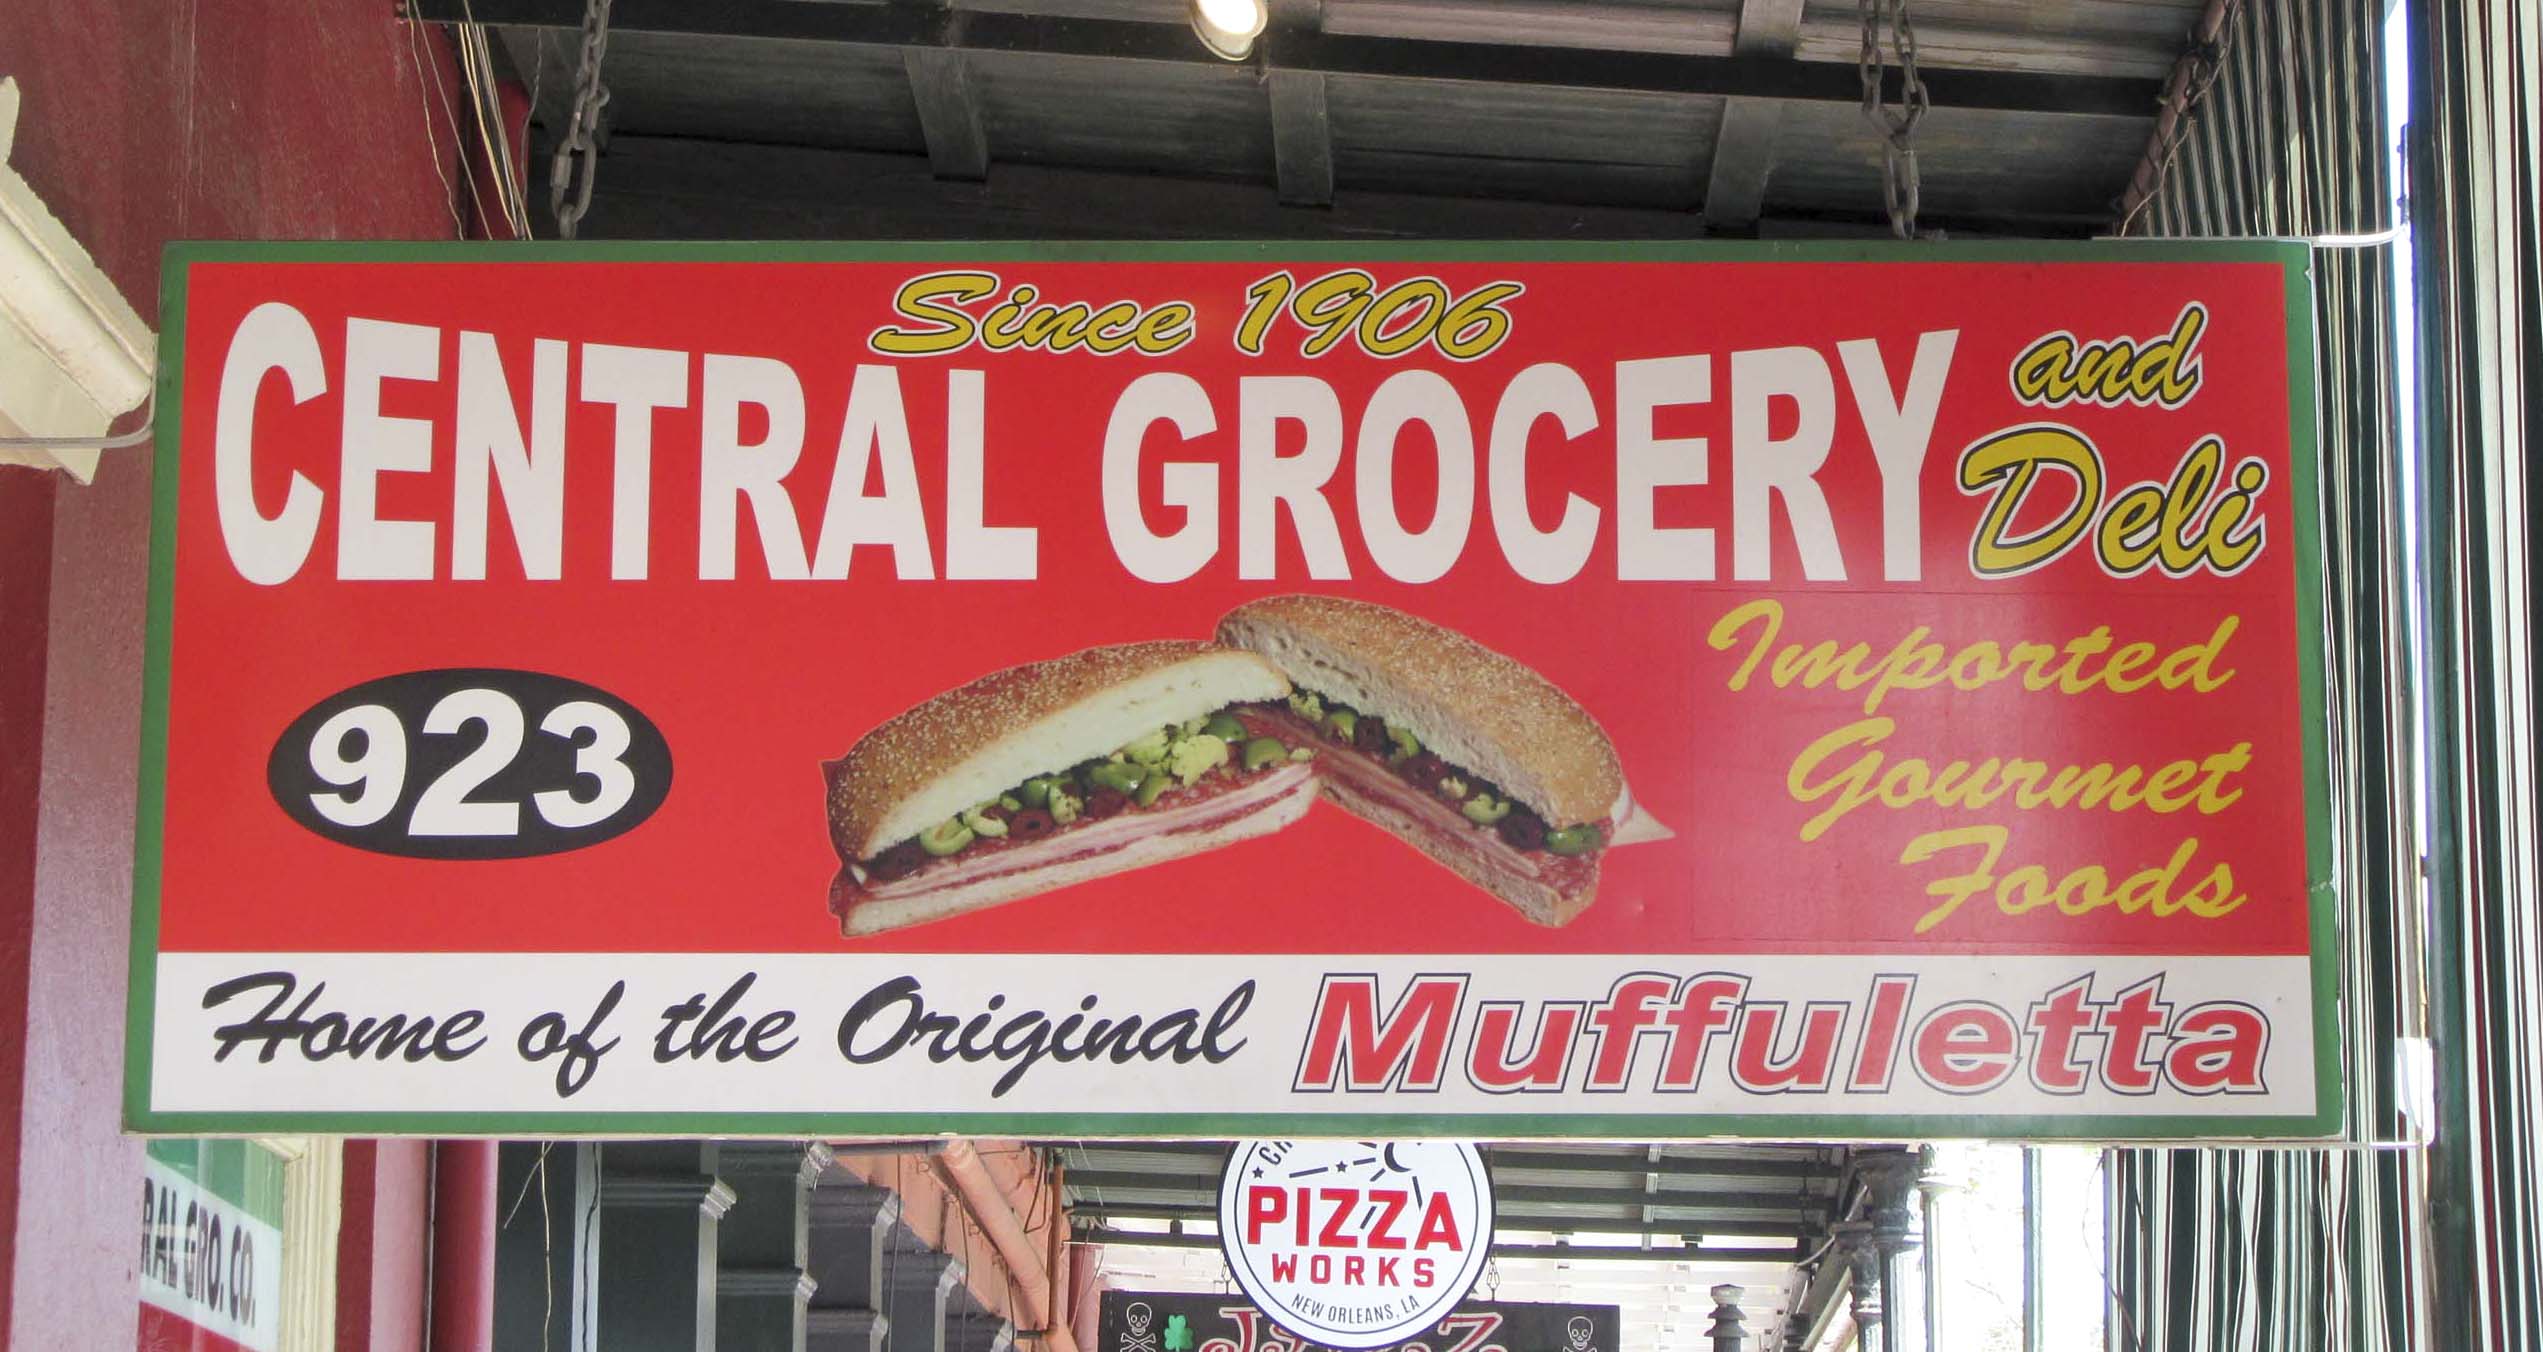 Since 1906
CENTRAL GROCERY and
Deli
923
Imported
Gourmet
Foods
Home of the Original Muffuletta
PIZZA
WORKS
NEW ORLEANS, LA
GRO. CO.